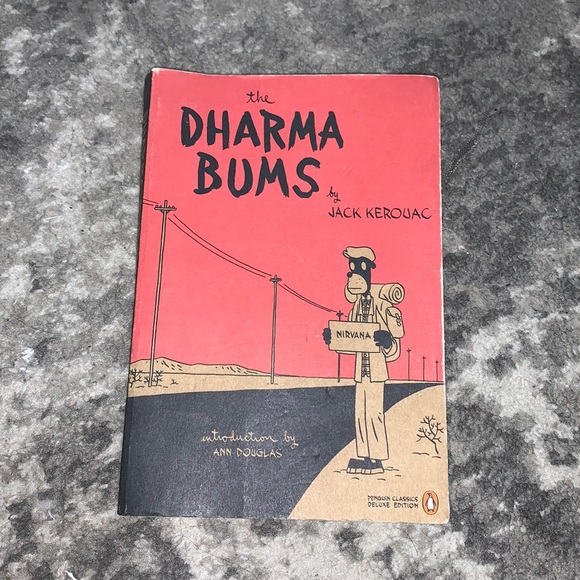 the
DHARMA
BUMS
by
JACK KEROUAC
NIRVANA
introduction by
ANN DOUGLAS
PENGUIN CLASSICS
DELUXE EDITION